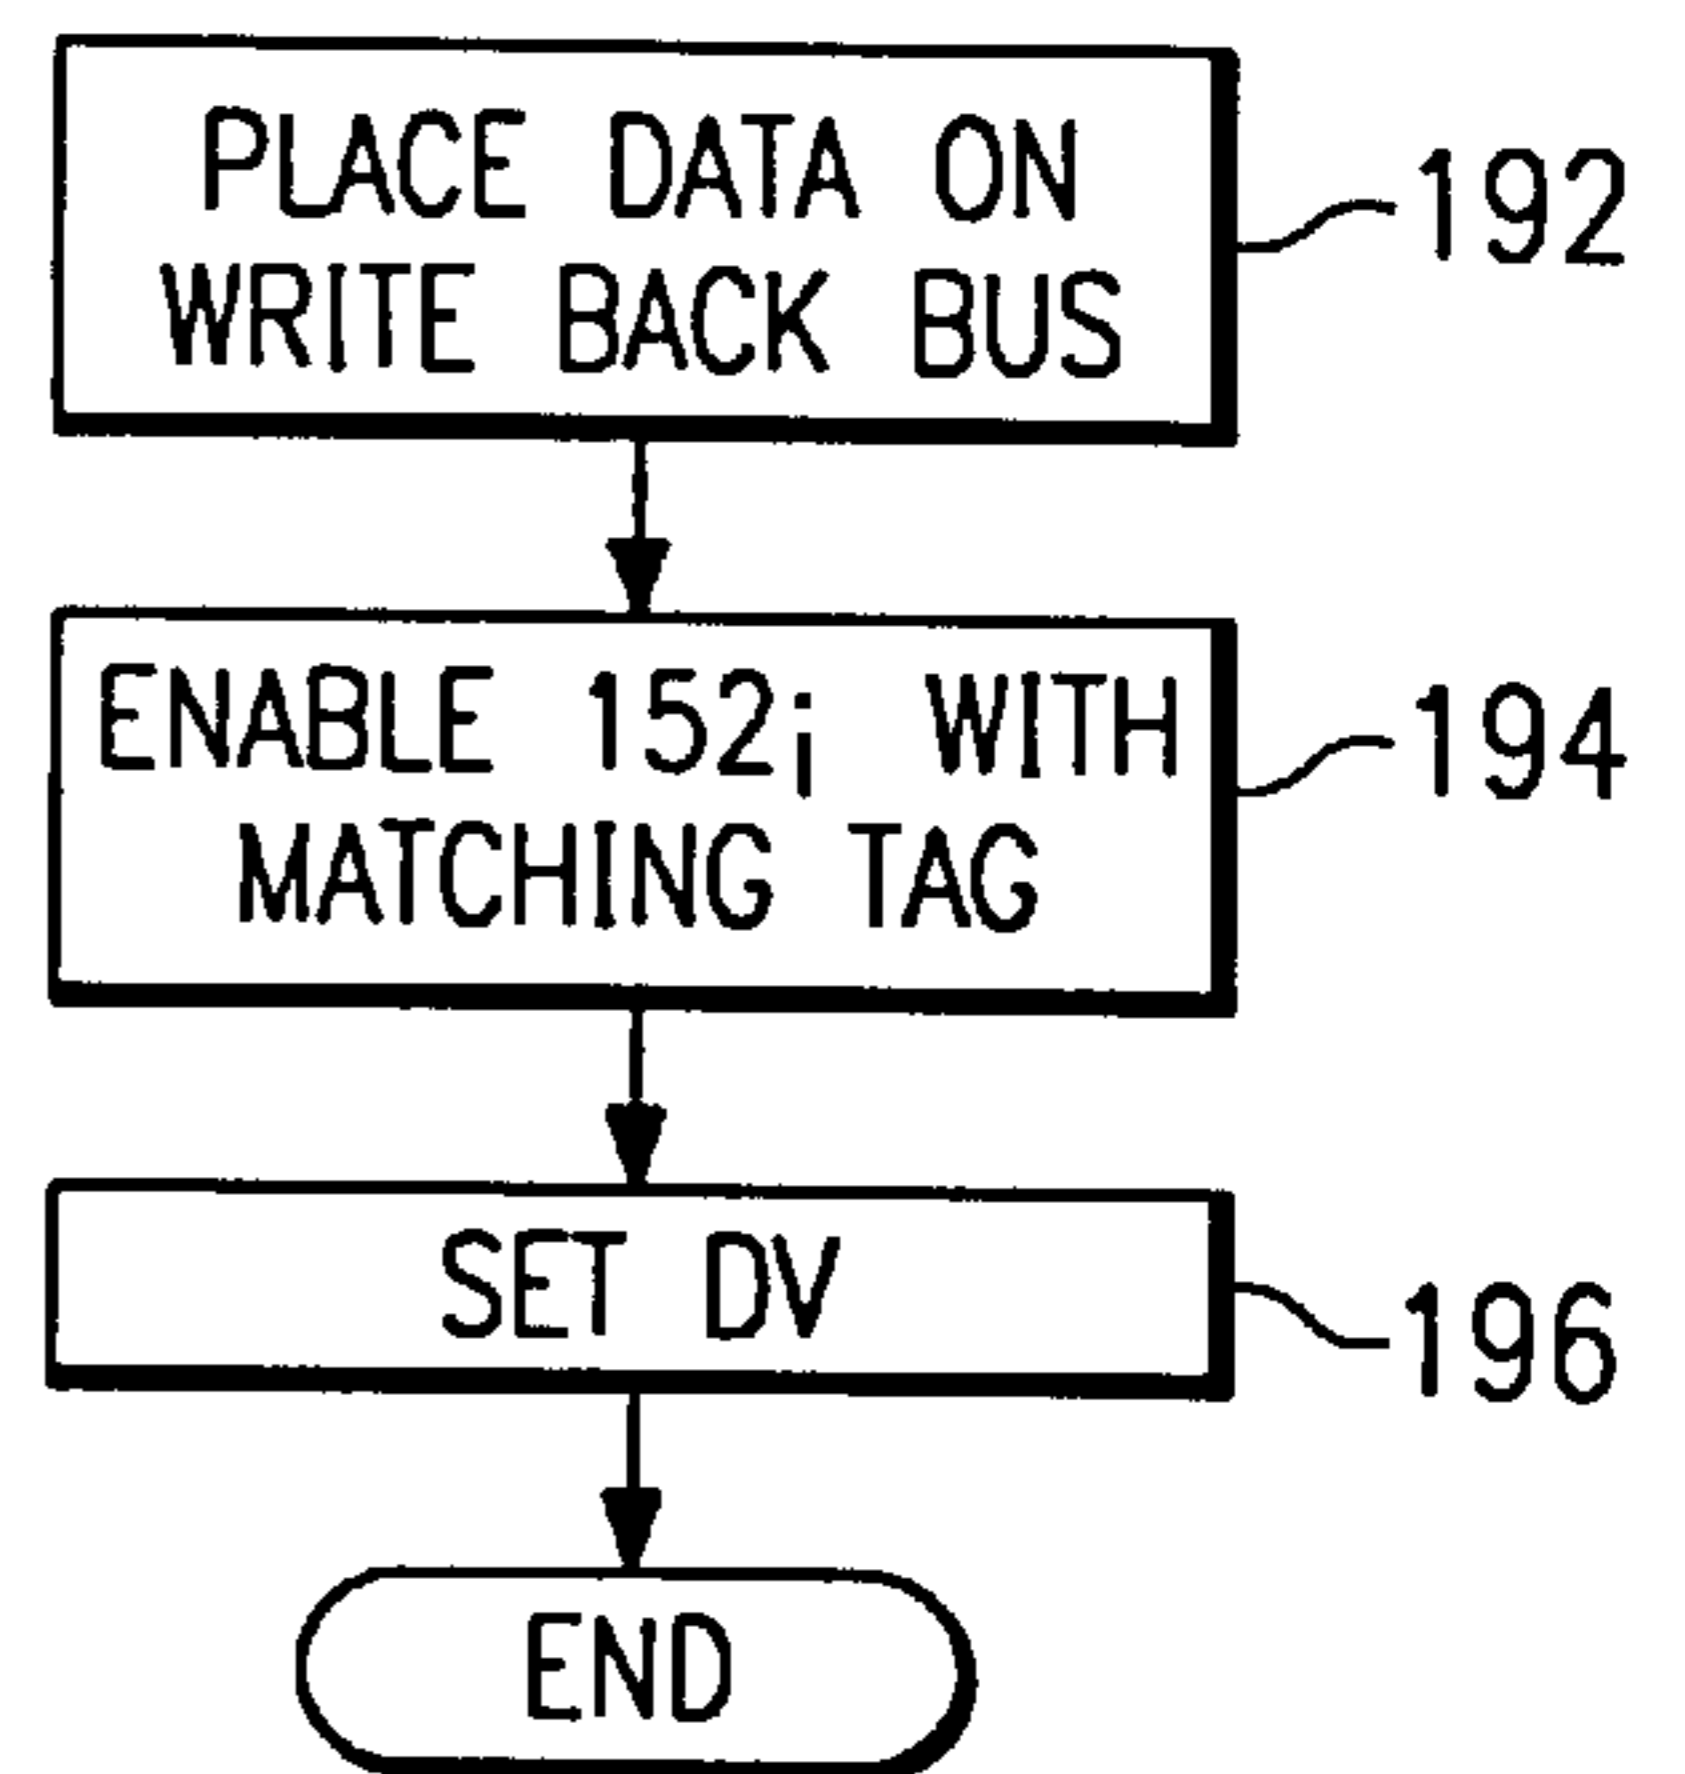 PLACE DATA ON
WRITE BACK BUS
192
ENABLE 152i WITH
MATCHING TAG
194
SET DV
196
END